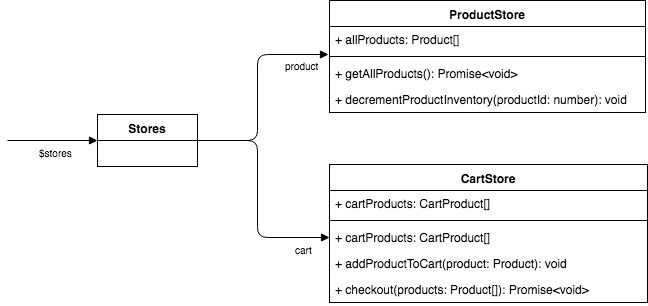 ProductStore
+ allProducts: Product[]
+ getAllProducts(): Promise<void>
+ decrementProductInventory(productId: number): void
product
Stores
$stores
CartStore
+ cartProducts: CartProduct[]
+ cartProducts: CartProduct[]
+ addProductToCart(product: Product): void
+ checkout(products: Product[]): Promise<void>
cart